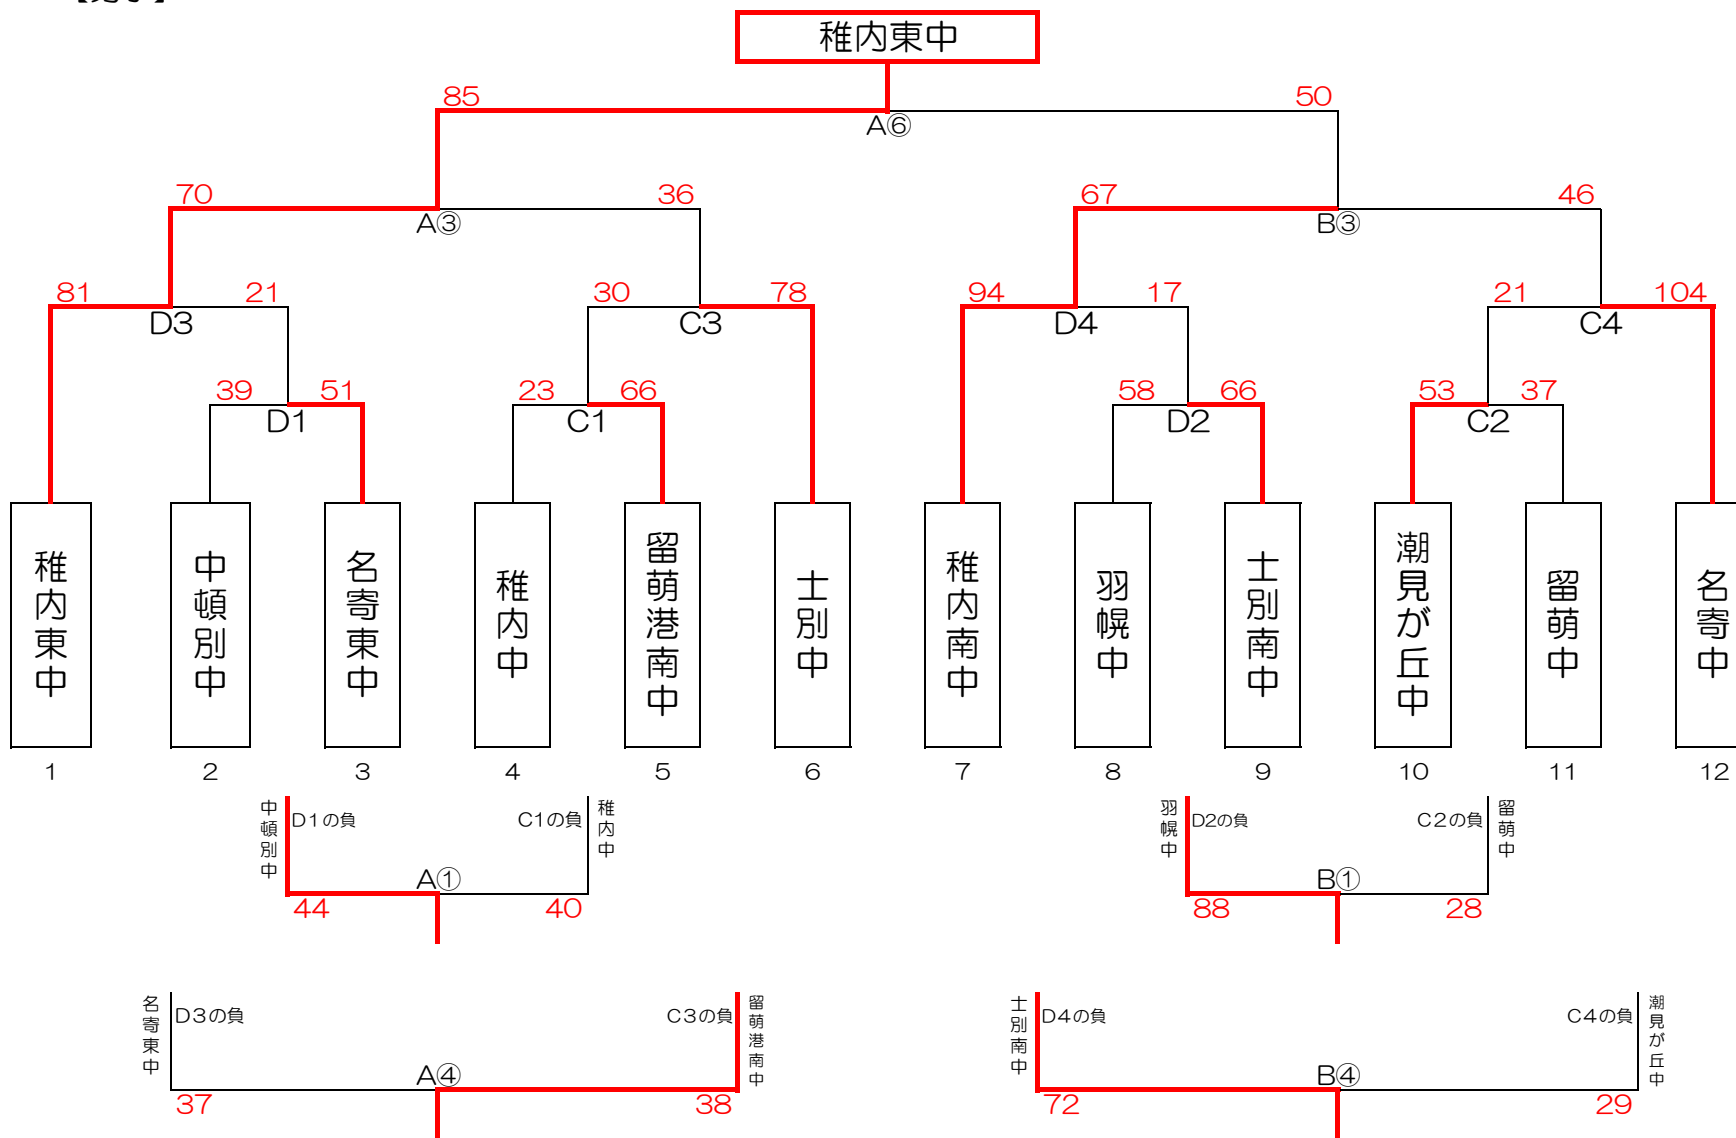 稚内東中
85 50
A⑥
70 36 67 46
A③ B③
81 21 30 78 94 17 21 104
D3 C3 D4 C4
39 51 23 66 58 66 53 37
D1 C1 D2 C2
稚内東中
中頓別中
名寄東中
稚内中
留萌港南中
士別中
稚内南中
羽幌中
士別南中
潮見が丘中
留萌中
名寄中
1 2 3 4 5 6 7 8 9 10 11 12
中頓別中
D1の負
C1の負
稚内中
A①
44 40
羽幌中
D2の負
C2の負
留萌中
B①
88 28
名寄東中
D3の負
C3の負
留萌港南中
A④
37 38
士別南中
D4の負
C4の負
潮見が丘中
B④
72 29